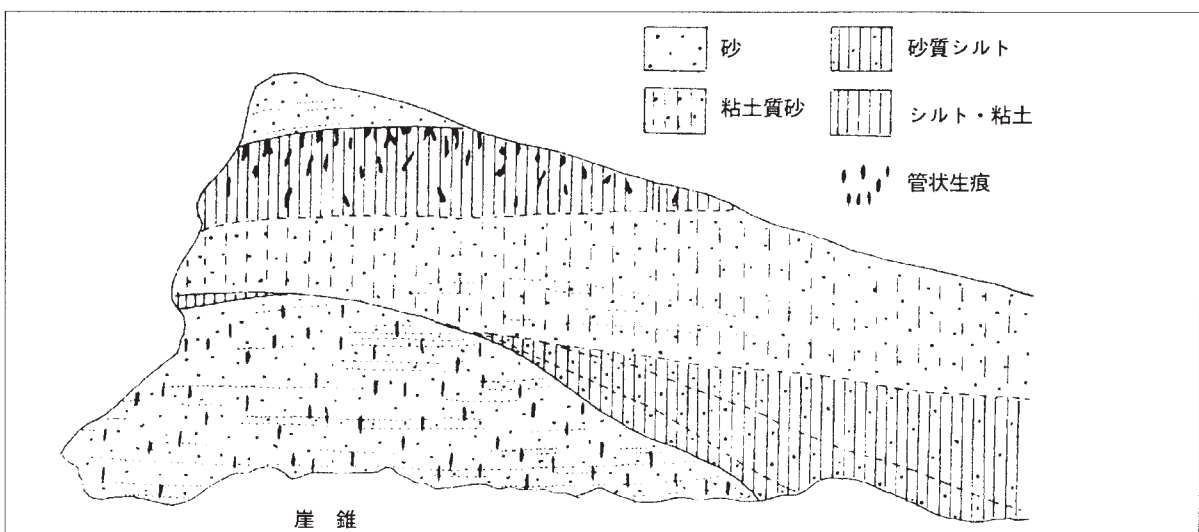 砂
砂質シルト
粘土質砂
シルト・粘土
管状生痕
崖錐